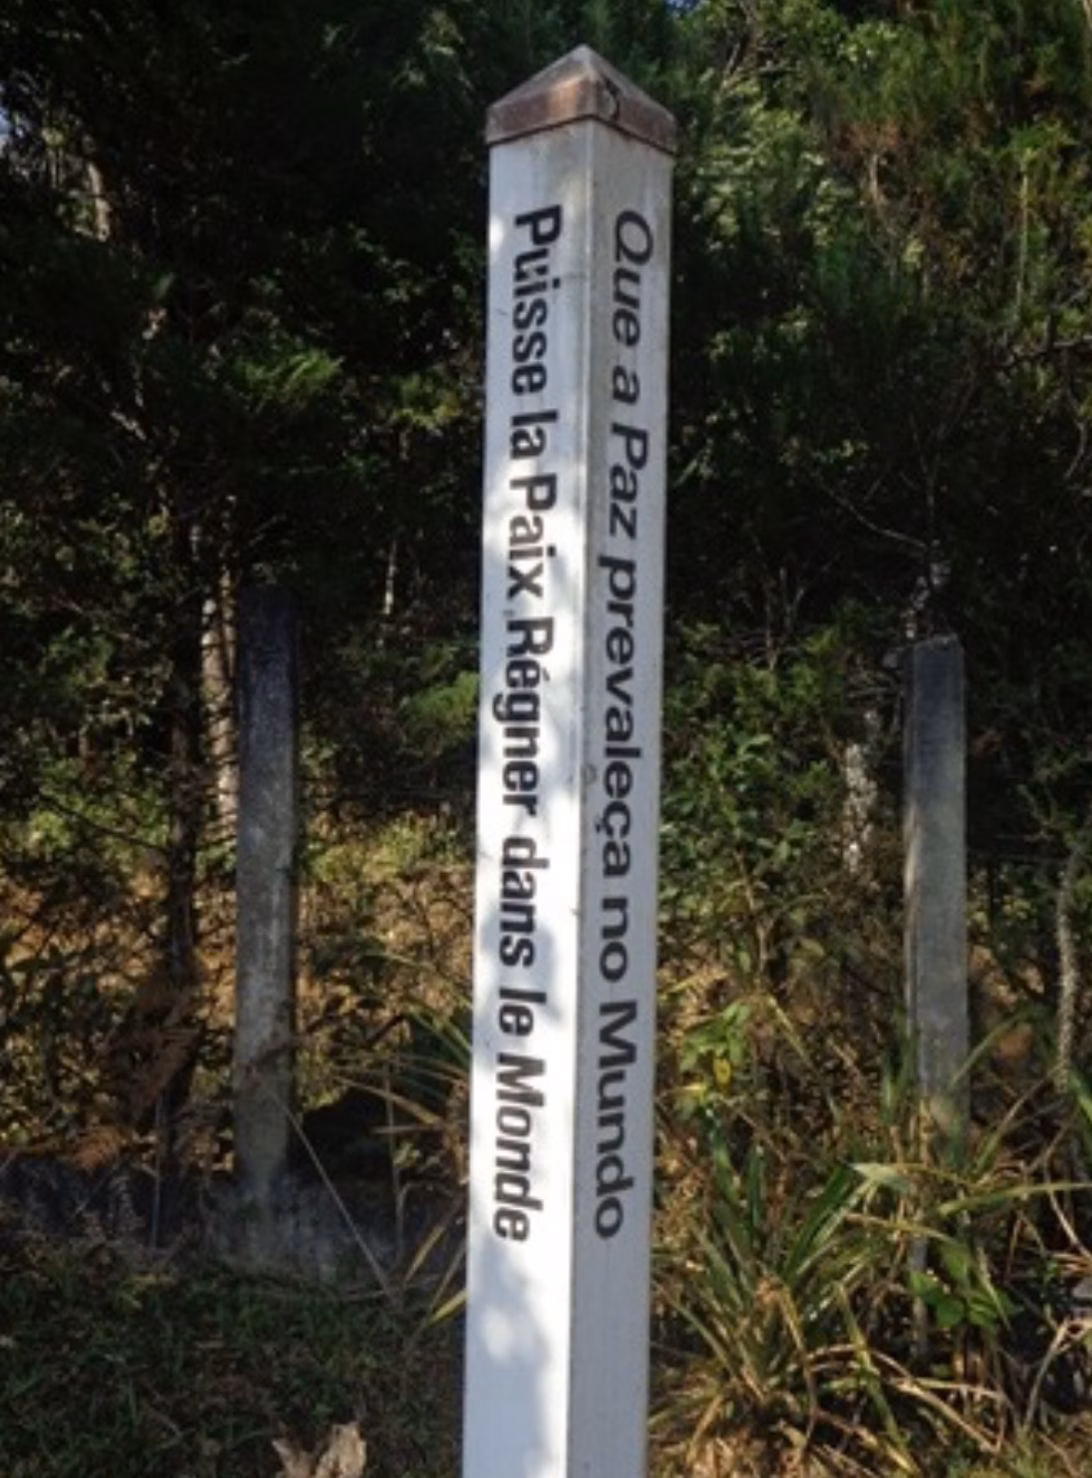 Puisse la Paix Régner dans le Monde
Que a Paz prevaleça no Mundo